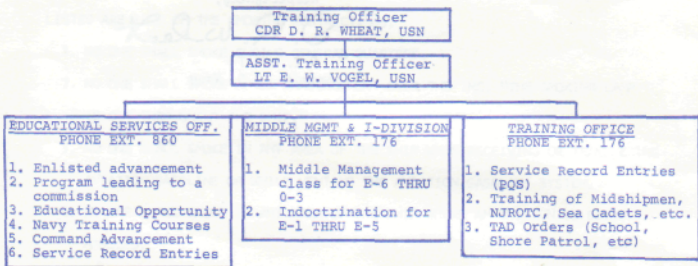 Training Officer
CDR D. R. WHEAT, USN
ASST. Training Officer
LT E. W. VOGEL, USN
EDUCATIONAL SERVICES OFF.
PHONE EXT. 860
1. Enlisted advancement
2. Program leading to a
commission
3. Educational Opportunity
4. Navy Training Courses
5. Command Advancement
6. Service Record Entries
MIDDLE MGMT & I-DIVISION
PHONE EXT. 176
1. Middle Management
class for E-6 THRU
O-3
2. Indoctrination for
E-1 THRU E-5
TRAINING OFFICE
PHONE EXT. 176
1. Service Record Entries
(PQS)
2. Training of Midshipmen,
NJROTC, Sea Cadets, etc.
3. TAD Orders (School,
Shore Patrol, etc)